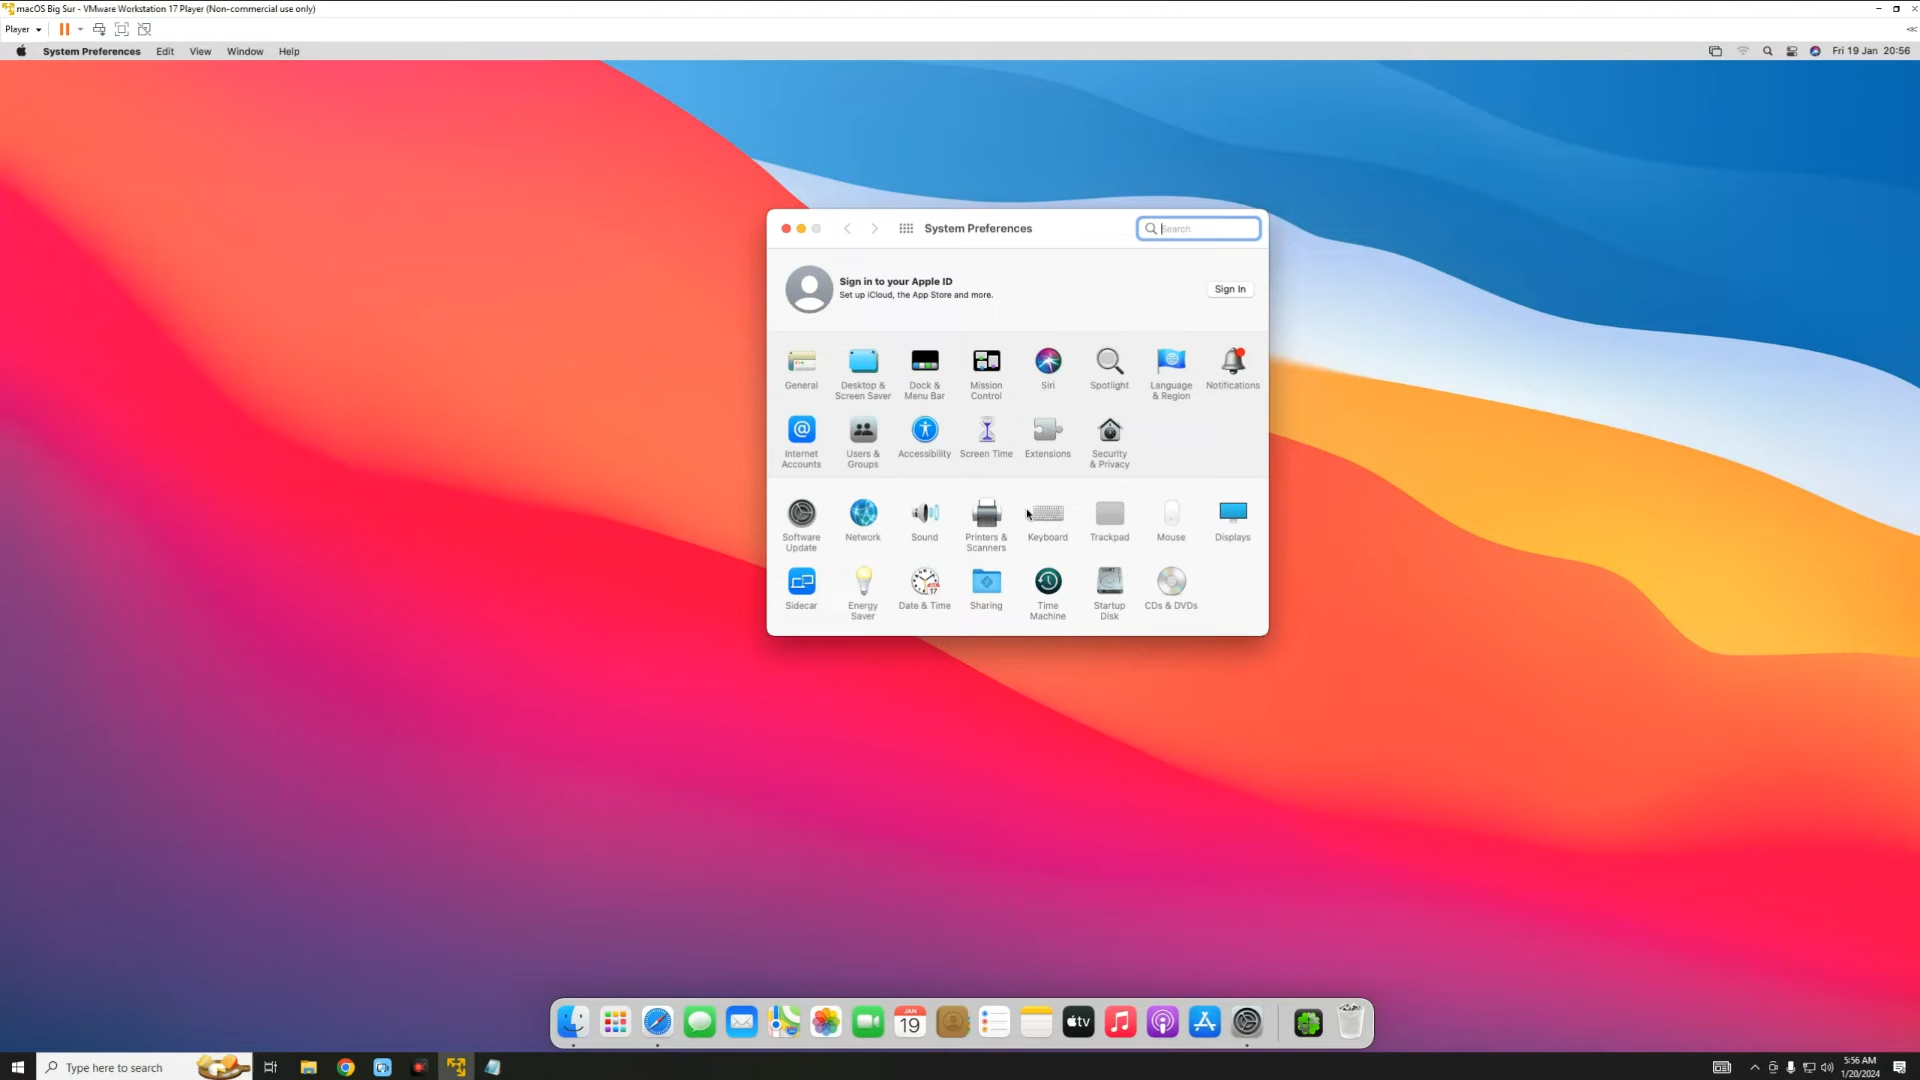 macOS Big Sur - VMware Workstation 17 Player (Non-commercial use only)
Player
System Preferences Edit View Window Help
Fri 19 Jan 20:56
System Preferences
Search
Sign in to your Apple ID
Set up iCloud, the App Store and more.
Sign In
General
Desktop &
Screen Saver
Dock &
Menu Bar
Mission
Control
Siri
Spotlight
Language
& Region
Notifications
Internet
Accounts
Users &
Groups
Accessibility
Screen Time
Extensions
Security
& Privacy
Software
Update
Network
Sound
Printers &
Scanners
Keyboard
Trackpad
Mouse
Displays
Sidecar
Energy
Saver
Date & Time
Sharing
Time
Machine
Startup
Disk
CDs & DVDs
JAN
19
tv
Type here to search
5:56 AM
1/20/2024